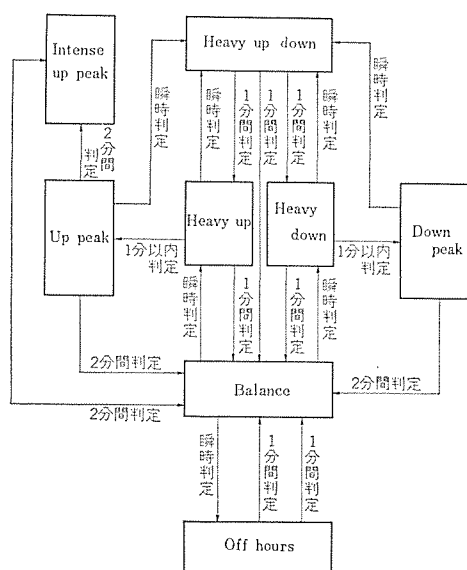 Intense
up peak
Heavy up down
瞬時判定
瞬時判定
1分間判定
1分間判定
1分間判定
瞬時判定
瞬時判定
2分間
判定
Up peak
Heavy up
Heavy
down
Down
peak
1分以内
判定
1分以内
判定
瞬時判定
1分間判定
1分間判定
瞬時判定
2分間判定
2分間判定
2分間判定
Balance
瞬時判定
1分間判定
1分間判定
Off hours